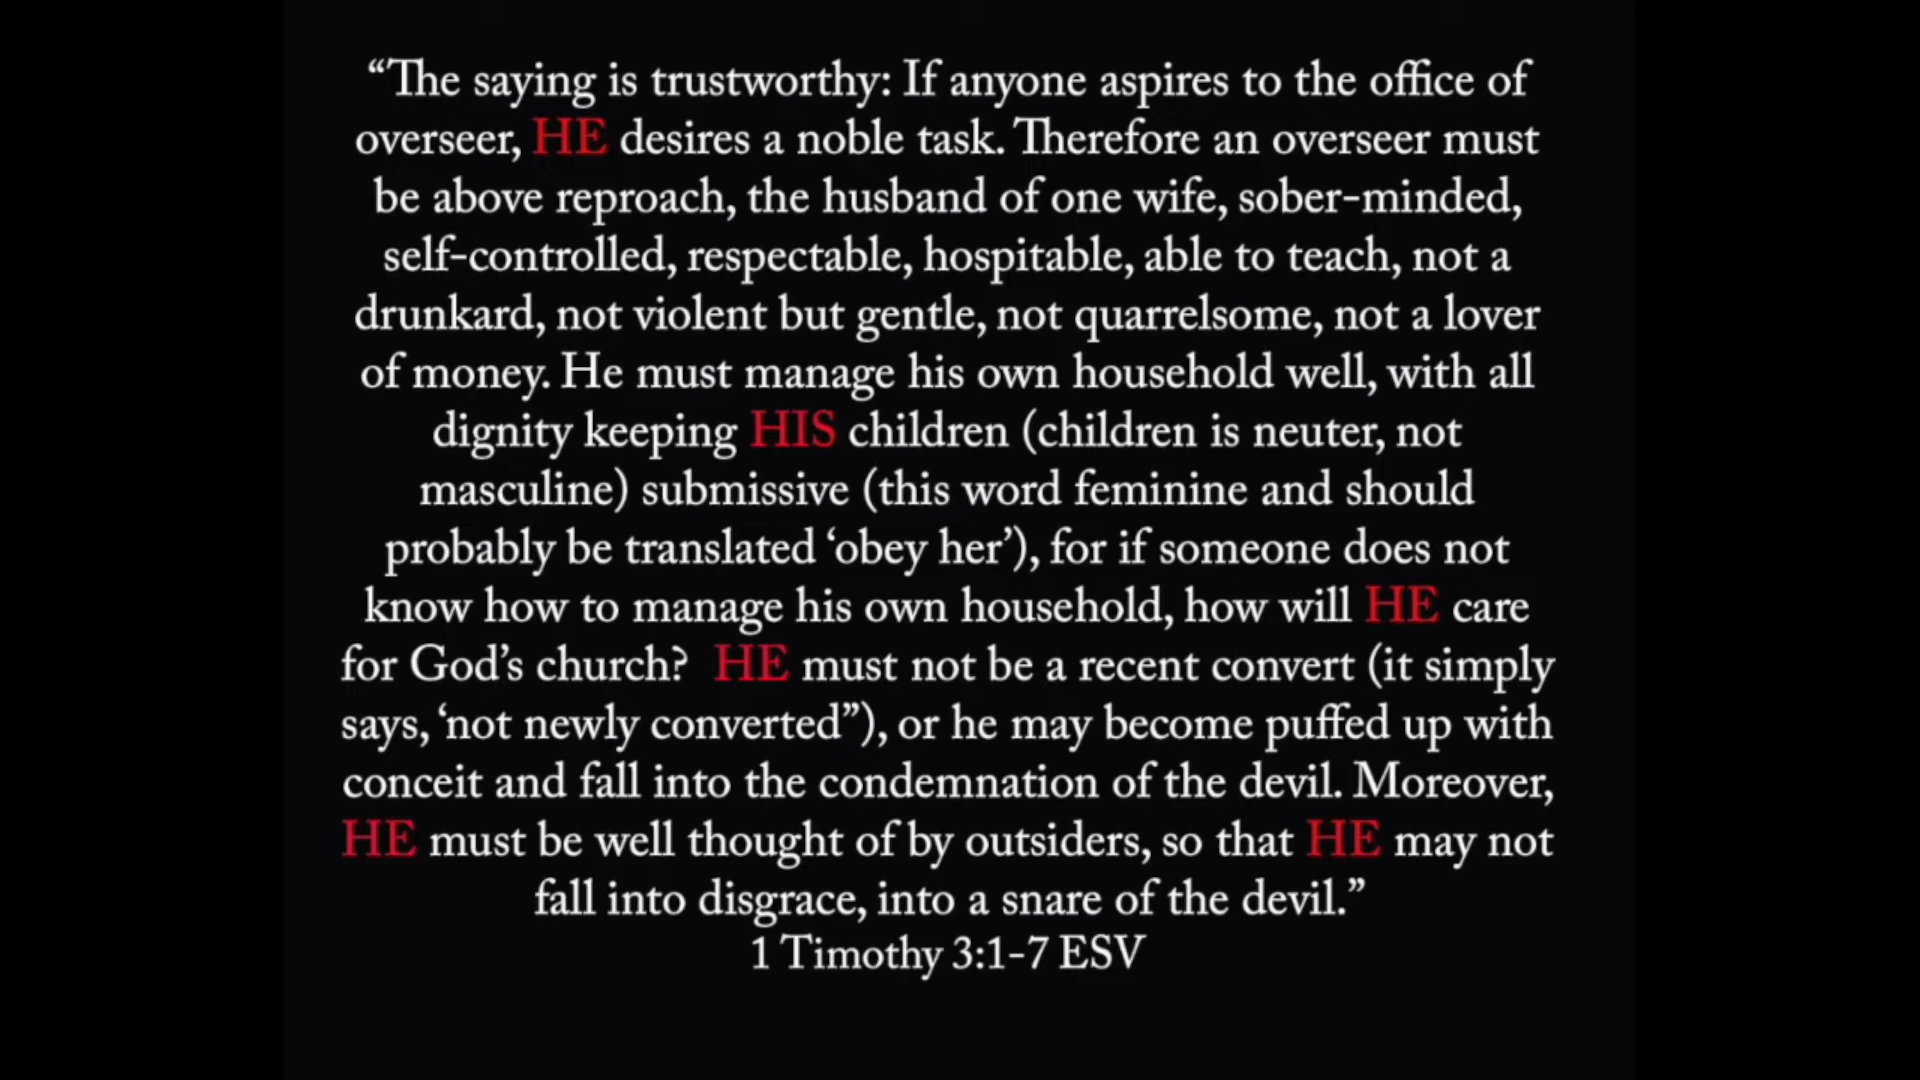 “The saying is trustworthy: If anyone aspires to the office of
overseer, HE desires a noble task. Therefore an overseer must
be above reproach, the husband of one wife, sober-minded,
self-controlled, respectable, hospitable, able to teach, not a
drunkard, not violent but gentle, not quarrelsome, not a lover
of money. He must manage his own household well, with all
dignity keeping HIS children (children is neuter, not
masculine) submissive (this word feminine and should
probably be translated ‘obey her’), for if someone does not
know how to manage his own household, how will HE care
for God’s church?  HE must not be a recent convert (it simply
says, ‘not newly converted”), or he may become puffed up with
conceit and fall into the condemnation of the devil. Moreover,
HE must be well thought of by outsiders, so that HE may not
fall into disgrace, into a snare of the devil.”
1 Timothy 3:1-7 ESV